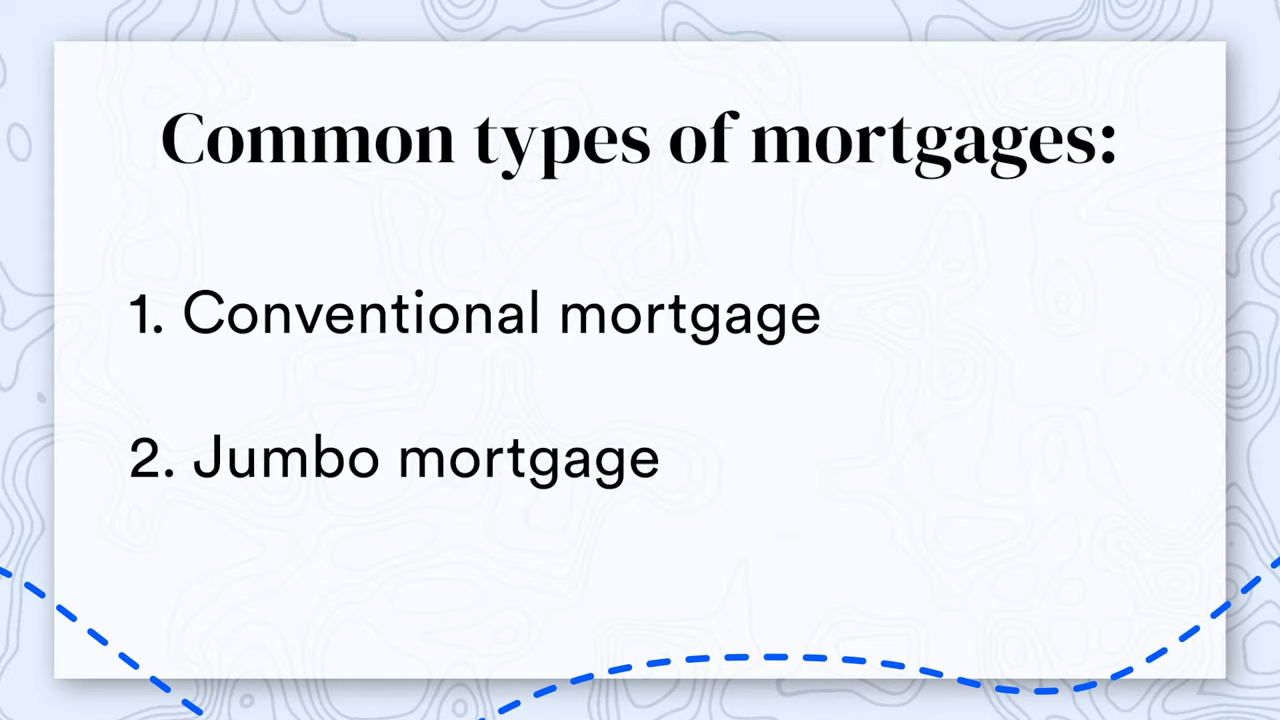 Common types of mortgages:
1. Conventional mortgage
2. Jumbo mortgage